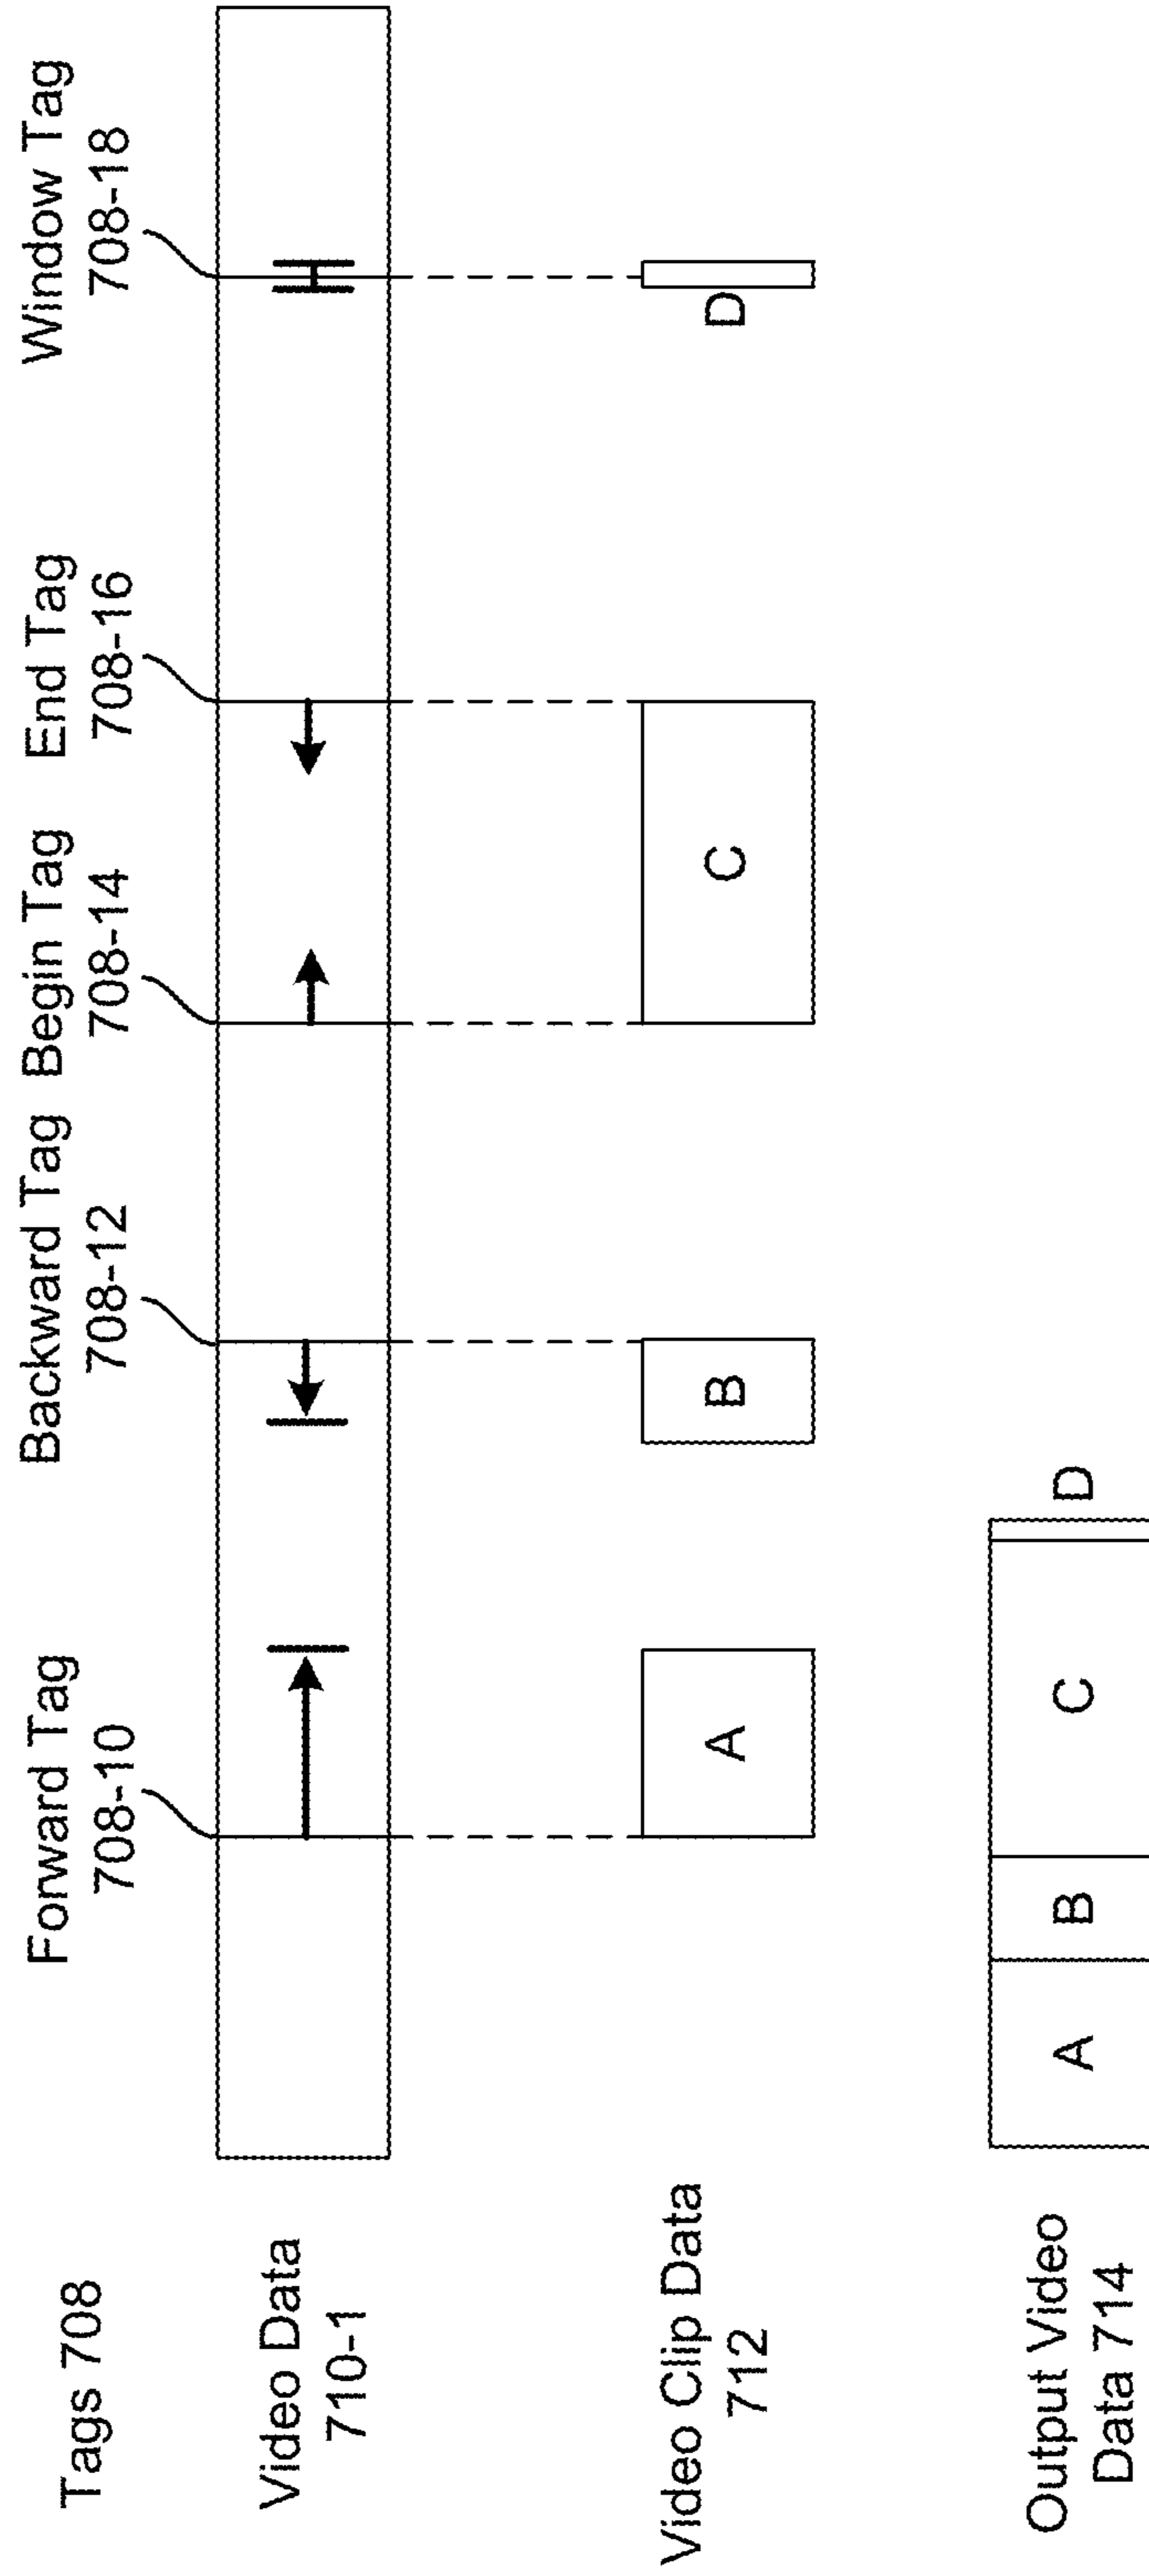 Tags 708
Forward Tag
708-10
Backward Tag
708-12
Begin Tag
708-14
End Tag
708-16
Window Tag
708-18
Video Data
710-1
Video Clip Data
712
A
B
C
D
Output Video
Data 714
A
B
C
D